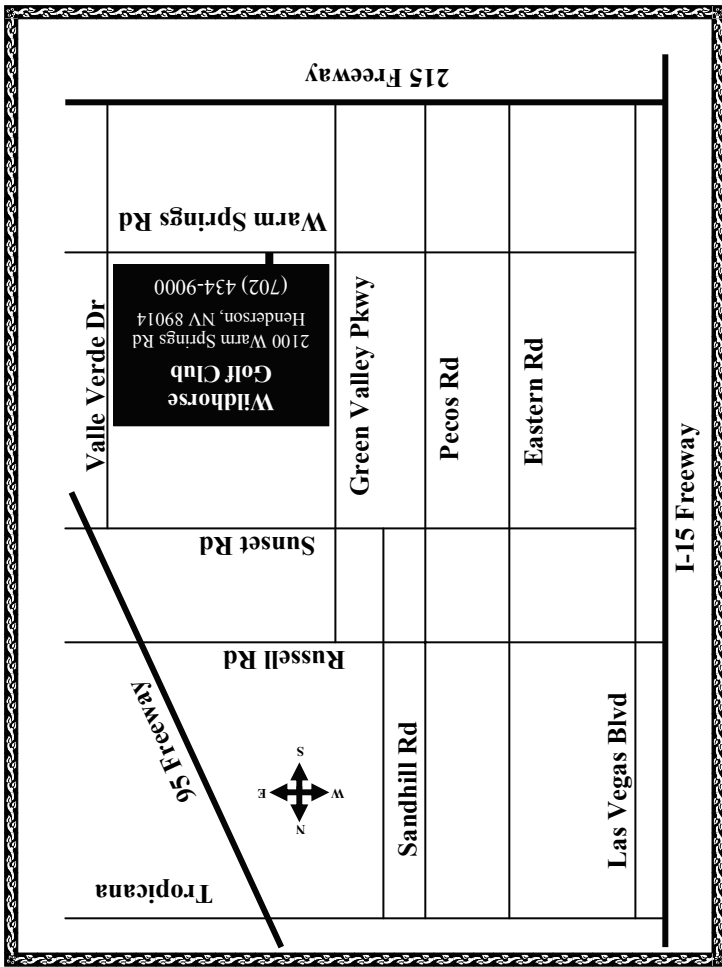 Tropicana
95 Freeway
N
W
E
S
Las Vegas Blvd
Sandhill Rd
Russell Rd
Sunset Rd
I-15 Freeway
Eastern Rd
Pecos Rd
Green Valley Pkwy
Valle Verde Dr
Wildhorse
Golf Club
2100 Warm Springs Rd
Henderson, NV 89014
(702) 434-9000
Warm Springs Rd
215 Freeway